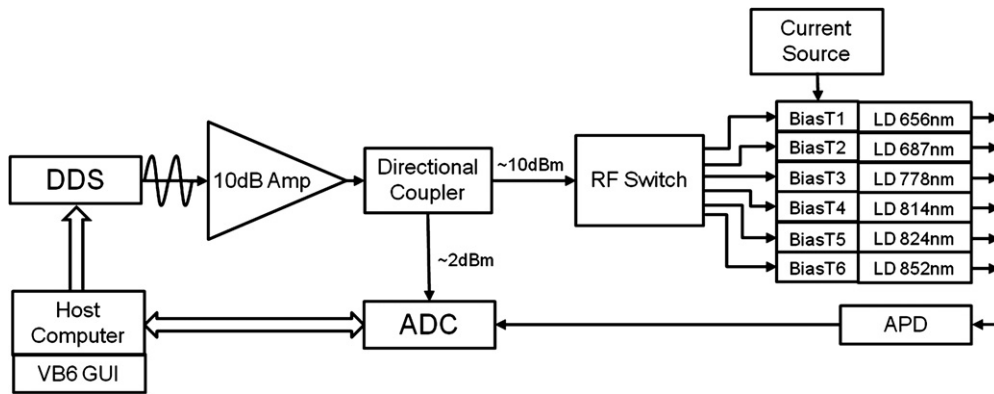 Current
Source
BiasT1 LD 656nm
BiasT2 LD 687nm
BiasT3 LD 778nm
BiasT4 LD 814nm
BiasT5 LD 824nm
BiasT6 LD 852nm
DDS
10dB Amp
Directional
Coupler
~10dBm
RF Switch
~2dBm
Host
Computer
VB6 GUI
ADC
APD